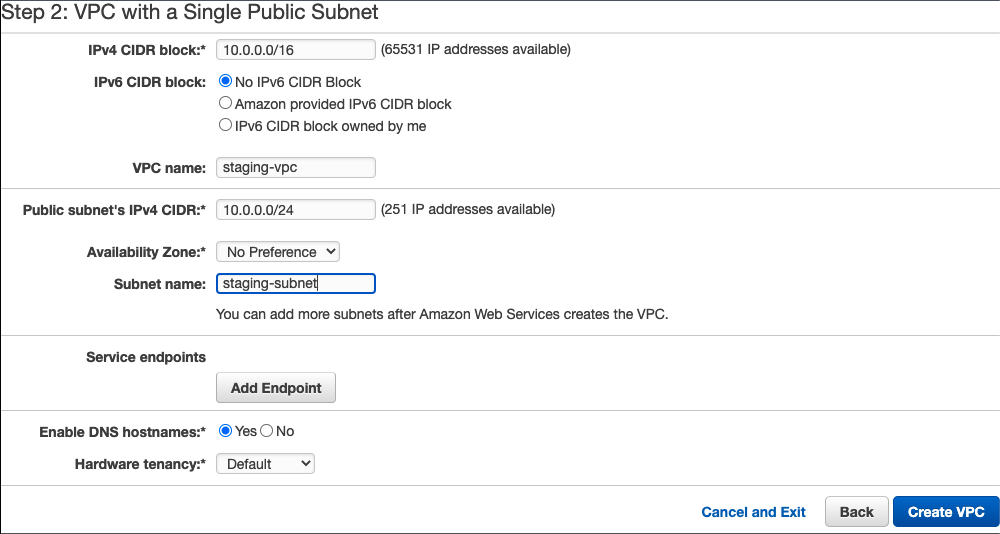 Step 2: VPC with a Single Public Subnet
IPv4 CIDR block:* 10.0.0.0/16 (65531 IP addresses available)
IPv6 CIDR block: No IPv6 CIDR Block
Amazon provided IPv6 CIDR block
IPv6 CIDR block owned by me
VPC name: staging-vpc
Public subnet's IPv4 CIDR:* 10.0.0.0/24 (251 IP addresses available)
Availability Zone:* No Preference
Subnet name: staging-subnet
You can add more subnets after Amazon Web Services creates the VPC.
Service endpoints
Add Endpoint
Enable DNS hostnames:* Yes No
Hardware tenancy:* Default
Cancel and Exit Back Create VPC